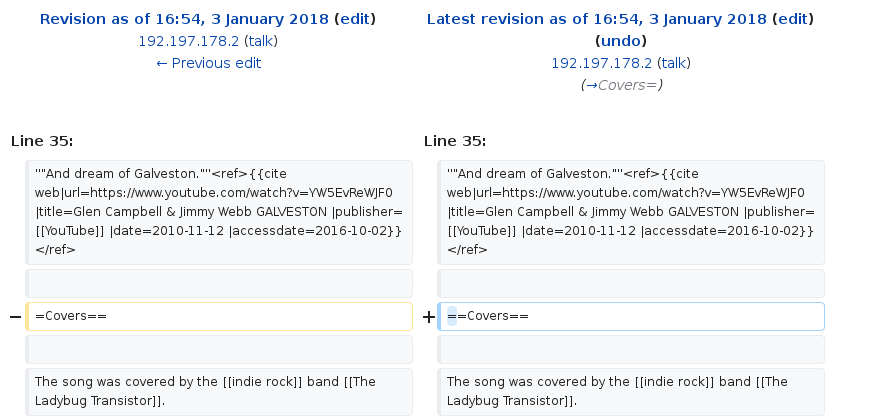 Revision as of 16:54, 3 January 2018 (edit)
192.197.178.2 (talk)
← Previous edit
Latest revision as of 16:54, 3 January 2018 (edit)
(undo)
192.197.178.2 (talk)
(→Covers=)
Line 35:
Line 35:
''"And dream of Galveston."''<ref>{{cite
web|url=https://www.youtube.com/watch?v=YW5EvReWJF0
|title=Glen Campbell & Jimmy Webb GALVESTON |publisher=
[[YouTube]] |date=2010-11-12 |accessdate=2016-10-02}}
</ref>
''"And dream of Galveston."''<ref>{{cite
web|url=https://www.youtube.com/watch?v=YW5EvReWJF0
|title=Glen Campbell & Jimmy Webb GALVESTON |publisher=
[[YouTube]] |date=2010-11-12 |accessdate=2016-10-02}}
</ref>
− =Covers==
+ ==Covers==
The song was covered by the [[indie rock]] band [[The
Ladybug Transistor]].
The song was covered by the [[indie rock]] band [[The
Ladybug Transistor]].